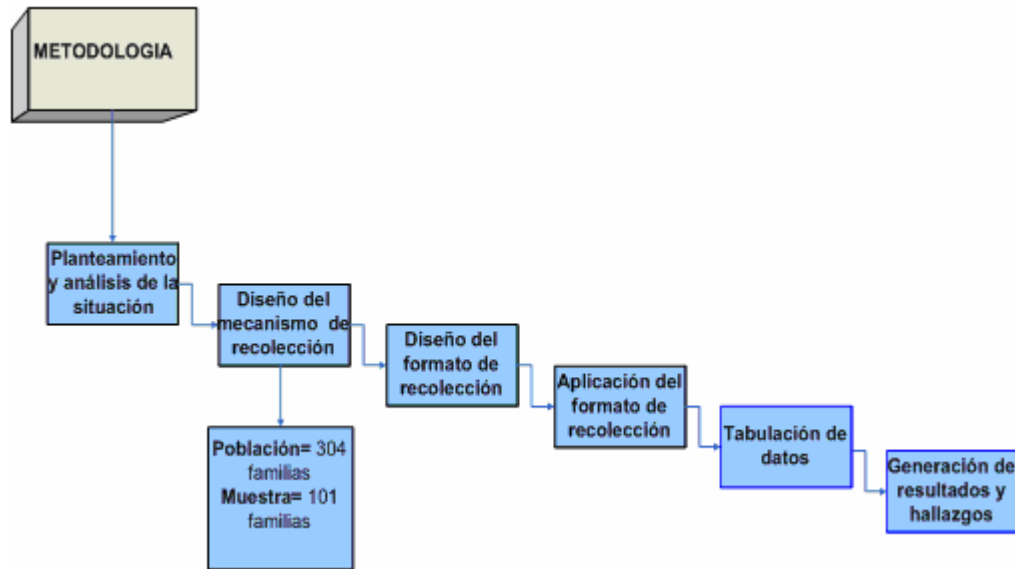 METODOLOGIA
Planteamiento
y análisis de la
situación
Diseño del
mecanismo de
recolección
Diseño del
formato de
recolección
Aplicación del
formato de
recolección
Tabulación de
datos
Generación de
resultados y
hallazgos
Población= 304
familias
Muestra= 101
familias